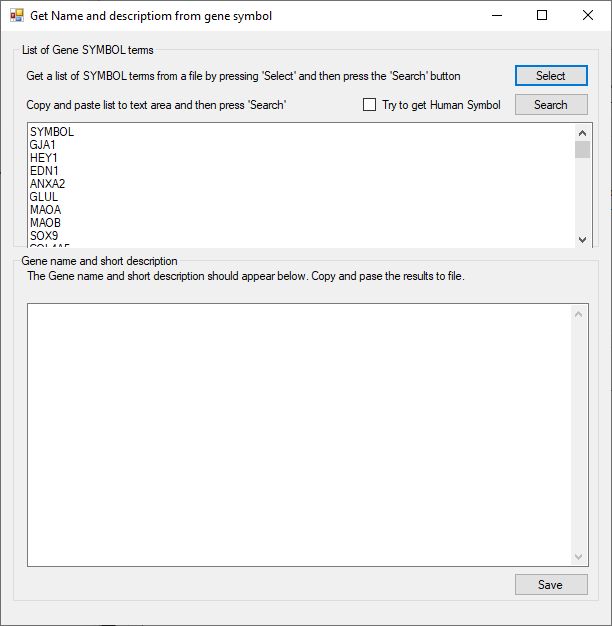 Get Name and descriptiom from gene symbol
List of Gene SYMBOL terms
Get a list of SYMBOL terms from a file by pressing 'Select' and then press the 'Search' button
Select
Copy and paste list to text area and then press 'Search'
Try to get Human Symbol
Search
SYMBOL
GJA1
HEY1
EDN1
ANXA2
GLUL
MAOA
MAOB
SOX9
Gene name and short description
The Gene name and short description should appear below. Copy and pase the results to file.
Save